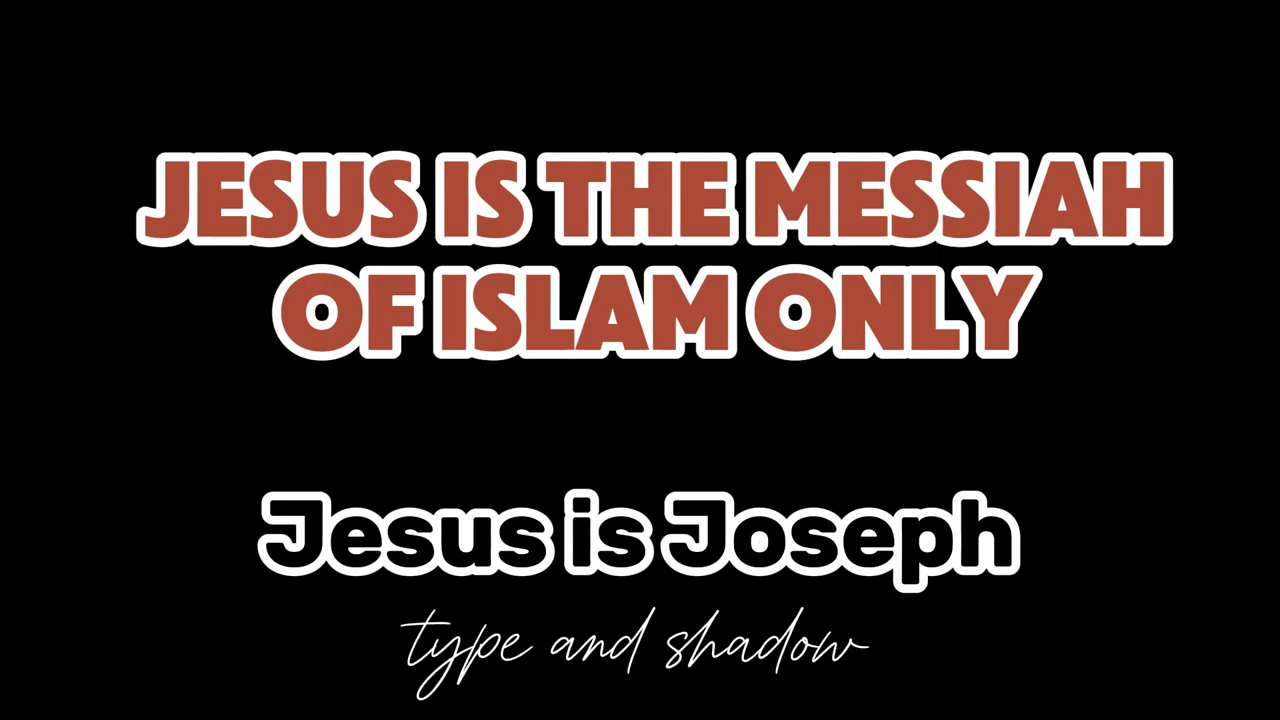 JESUS IS THE MESSIAH
OF ISLAM ONLY
Jesus is Joseph
type and shadow